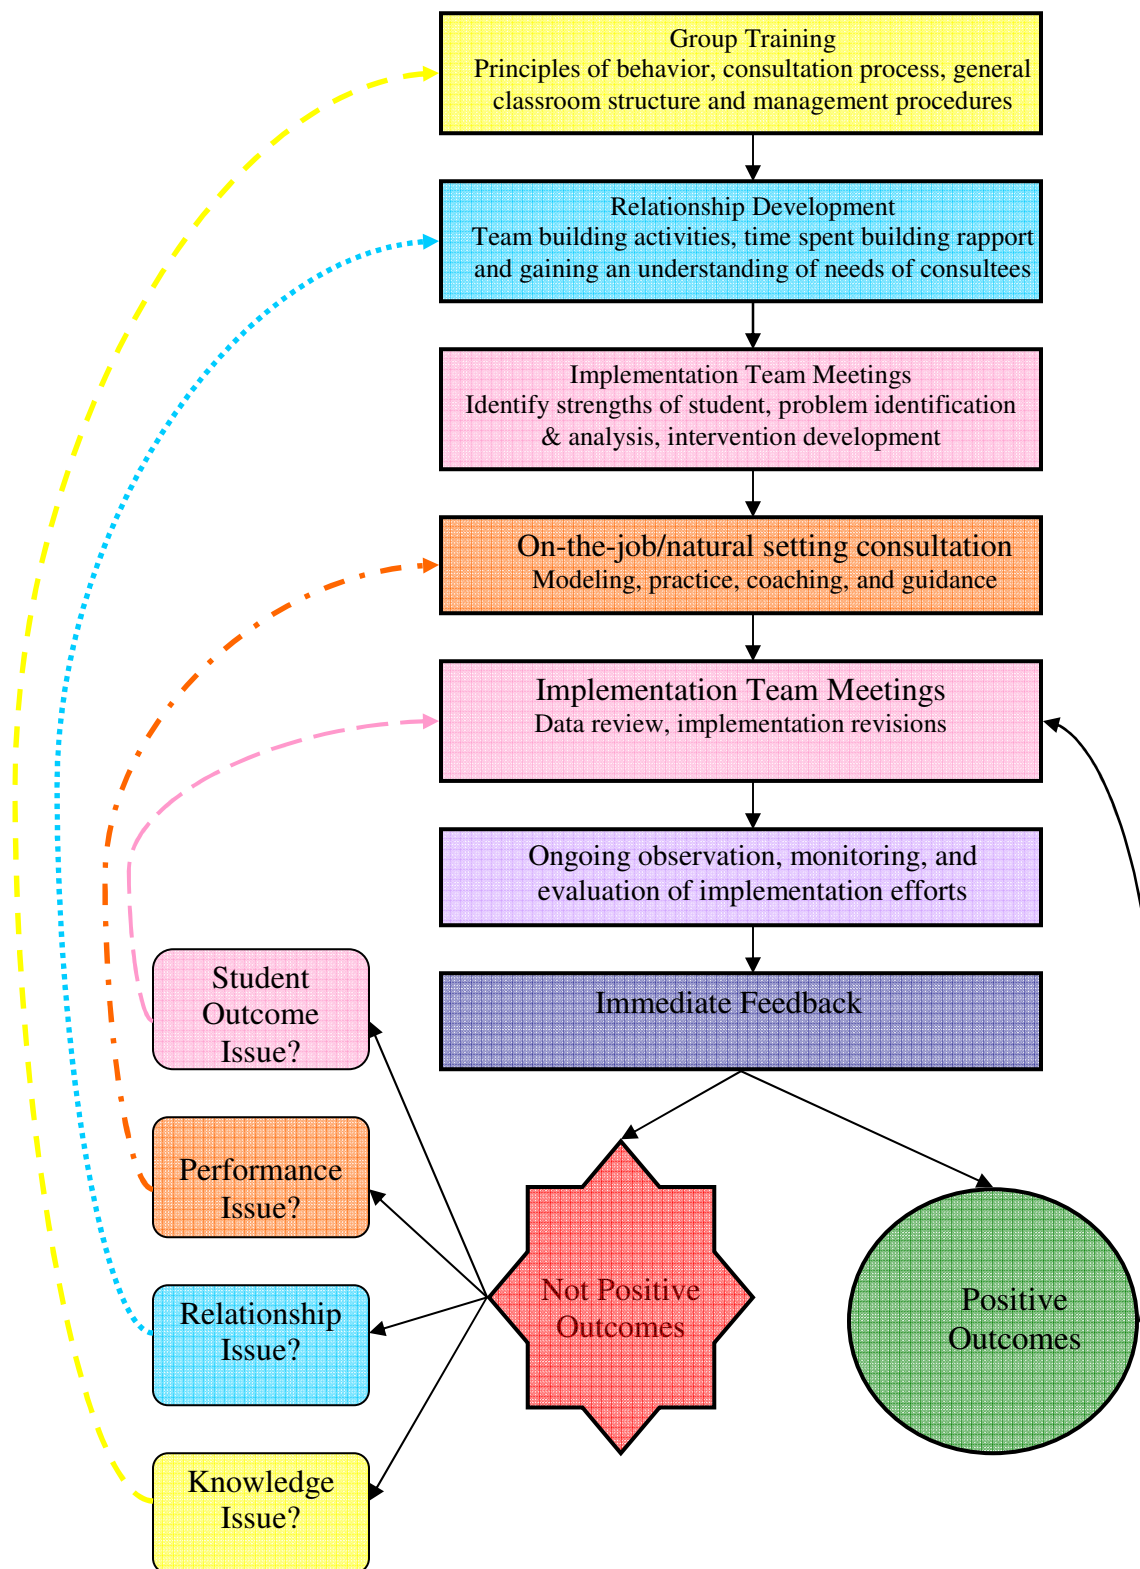 Group Training
Principles of behavior, consultation process, general
classroom structure and management procedures
Relationship Development
Team building activities, time spent building rapport
and gaining an understanding of needs of consultees
Implementation Team Meetings
Identify strengths of student, problem identification
& analysis, intervention development
On-the-job/natural setting consultation
Modeling, practice, coaching, and guidance
Implementation Team Meetings
Data review, implementation revisions
Ongoing observation, monitoring, and
evaluation of implementation efforts
Immediate Feedback
Student
Outcome
Issue?
Performance
Issue?
Relationship
Issue?
Knowledge
Issue?
Not Positive
Outcomes
Positive
Outcomes